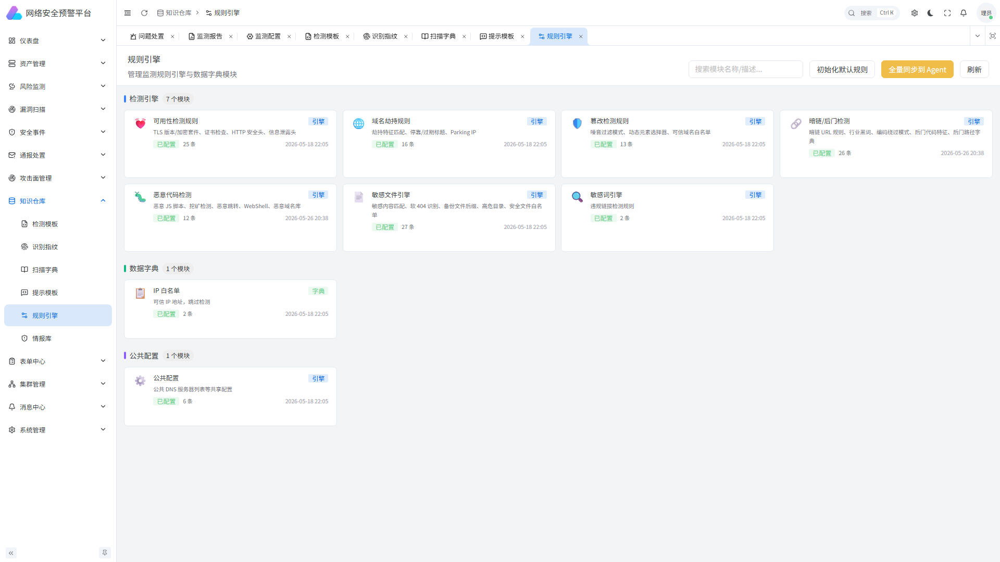 网络安全预警平台
知识仓库
规则引擎
搜索 Ctrl K
理员
问题处置
监测报告
监测配置
检测模板
识别指纹
扫描字典
提示模板
规则引擎
仪表盘
资产管理
风险监测
漏洞扫描
安全事件
通报处置
攻击面管理
知识仓库
检测模板
识别指纹
扫描字典
提示模板
规则引擎
情报库
表单中心
集群管理
消息中心
系统管理
规则引擎
管理监测规则引擎与数据字典模块
搜索模块名称/描述...
初始化默认规则
全量同步到 Agent
刷新
检测引擎 7 个模块
可用性检测规则 引擎
TLS 版本/加密套件、证书检查、HTTP 安全头、信息泄露头
已配置 25 条 2026-05-18 22:05
域名劫持规则 引擎
劫持特征匹配、停靠/过期标题、Parking IP
已配置 16 条 2026-05-18 22:05
篡改检测规则 引擎
噪音过滤模式、动态元素选择器、可信域名白名单
已配置 13 条 2026-05-18 22:05
暗链/后门检测 引擎
暗链 URL 规则、行业黑词、编码绕过模式、后门代码特征、后门路径字
典
已配置 26 条 2026-05-26 20:38
恶意代码检测 引擎
恶意 JS 脚本、挖矿检测、恶意跳转、WebShell、恶意域名库
已配置 12 条 2026-05-26 20:38
敏感文件引擎 引擎
敏感内容匹配、软 404 识别、备份文件后缀、高危目录、安全文件白名
单
已配置 27 条 2026-05-18 22:05
敏感词引擎 引擎
违规链接检测规则
已配置 2 条 2026-05-18 22:05
数据字典 1 个模块
IP 白名单 字典
可信 IP 地址，跳过检测
已配置 2 条 2026-05-18 22:05
公共配置 1 个模块
公共配置 引擎
公共 DNS 服务器列表等共享配置
已配置 6 条 2026-05-18 22:05